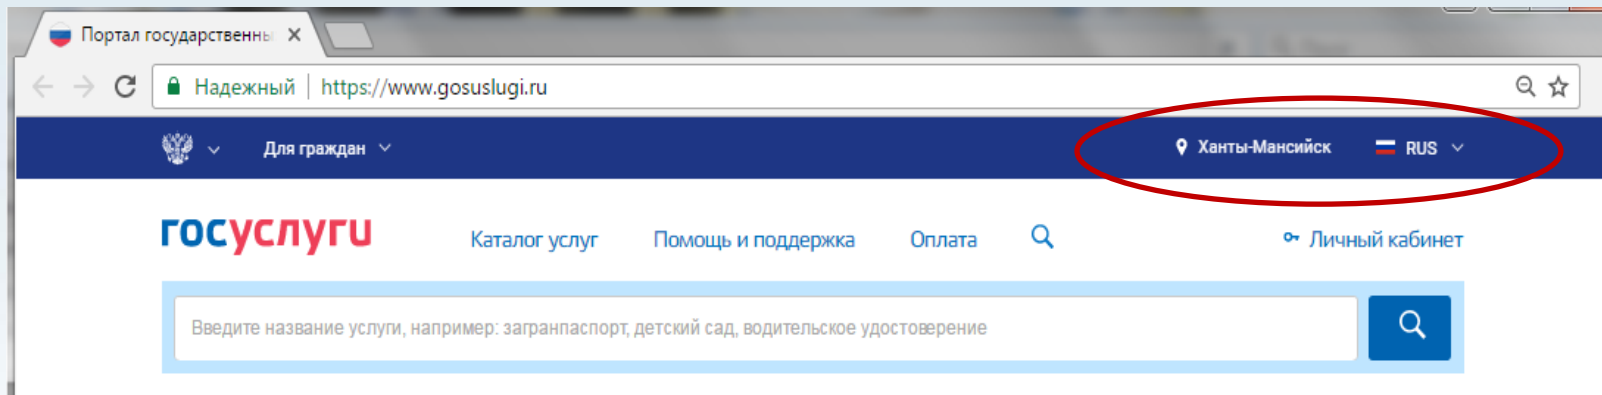 Портал государственны
Надежный https://www.gosuslugi.ru
Для граждан Ханты-Мансийск RUS
госуслуги Каталог услуг Помощь и поддержка Оплата Личный кабинет
Введите название услуги, например: загранпаспорт, детский сад, водительское удостоверение